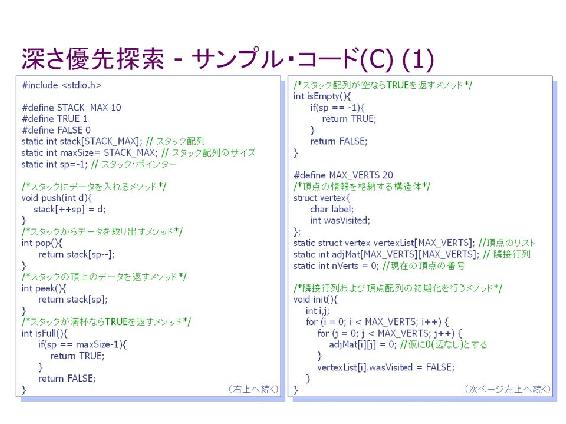 深さ優先探索 - サンプル・コード(C) (1)
#include <stdio.h>
#define STACK_MAX 10
#define TRUE 1
#define FALSE 0
static int stack[STACK_MAX]; // スタック配列
static int maxSize= STACK_MAX; // スタック配列のサイズ
static int sp=-1; // スタック・ポインター
/*スタックにデータを入れるメソッド*/
void push(int d){
stack[++sp] = d;
}
/*スタックからデータを取り出すメソッド*/
int pop(){
return stack[sp--];
}
/*スタックの頂上のデータを返すメソッド*/
int peek(){
return stack[sp];
}
/*スタックが満杯ならTRUEを返すメソッド*/
int isFull(){
if(sp == maxSize-1){
return TRUE;
}
return FALSE;
}
(右上へ続く)
/*スタック配列が空ならTRUEを返すメソッド*/
int isEmpty(){
if(sp == -1){
return TRUE;
}
return FALSE;
}
#define MAX_VERTS 20
/*頂点の情報を格納する構造体*/
struct vertex{
char label;
int wasVisited;
};
static struct vertex vertexList[MAX_VERTS]; //頂点のリスト
static int adjMat[MAX_VERTS][MAX_VERTS]; // 隣接行列
static int nVerts = 0; //現在の頂点の番号
/*隣接行列および頂点配列の初期化を行うメソッド*/
void init(){
int i,j;
for (i = 0; i < MAX_VERTS; i++) {
for (j = 0; j < MAX_VERTS; j++) {
adjMat[i][j] = 0; //仮に0(辺なし)とする
}
vertexList[i].wasVisited = FALSE;
}
}
(次ページ左上へ続く)